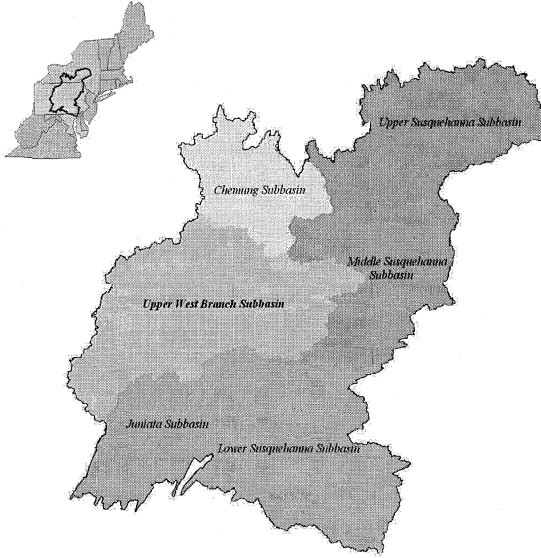 Upper Susquehanna Subbasin
Chemung Subbasin
Middle Susquehanna
Subbasin
Upper West Branch Subbasin
Juniata Subbasin
Lower Susquehanna Subbasin